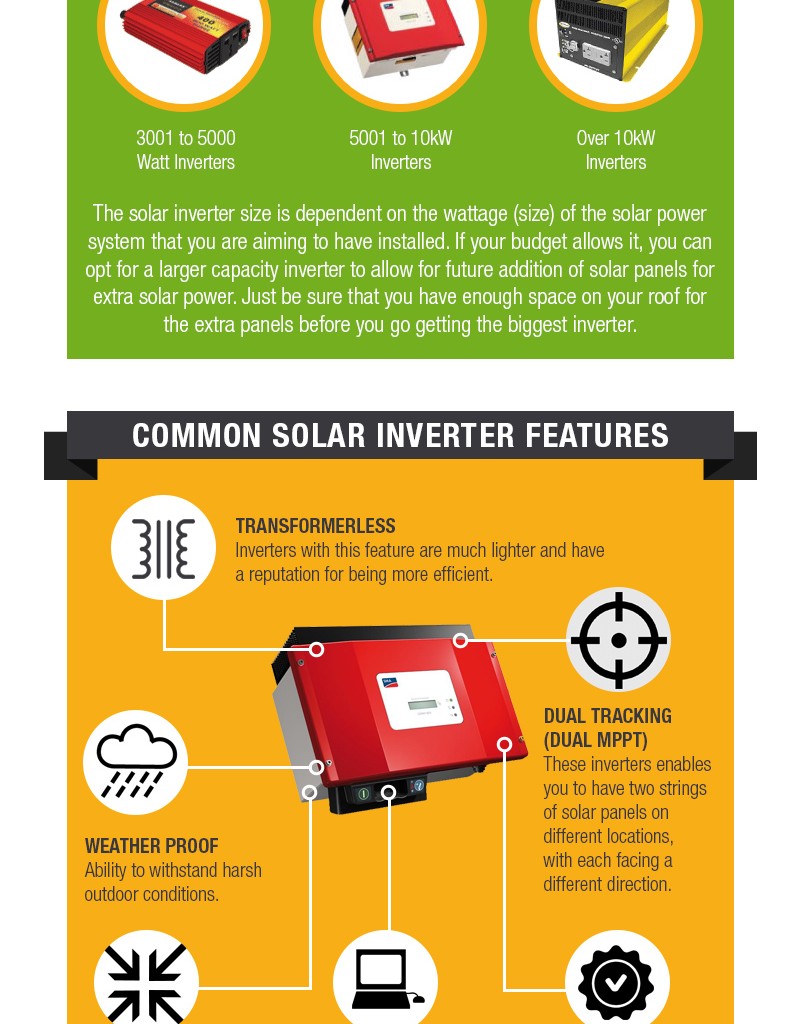 400
3001 to 5000
Watt Inverters
5001 to 10kW
Inverters
Over 10kW
Inverters
The solar inverter size is dependent on the wattage (size) of the solar power
system that you are aiming to have installed. If your budget allows it, you can
opt for a larger capacity inverter to allow for future addition of solar panels for
extra solar power. Just be sure that you have enough space on your roof for
the extra panels before you go getting the biggest inverter.
COMMON SOLAR INVERTER FEATURES
TRANSFORMERLESS
Inverters with this feature are much lighter and have
a reputation for being more efficient.
DUAL TRACKING
(DUAL MPPT)
These inverters enables
you to have two strings
of solar panels on
different locations,
with each facing a
different direction.
WEATHER PROOF
Ability to withstand harsh
outdoor conditions.